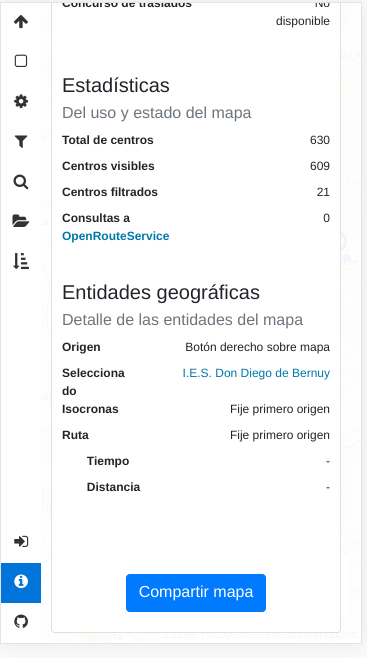 Concurso de traslados No
disponible
Estadísticas
Del uso y estado del mapa
Total de centros 630
Centros visibles 609
Centros filtrados 21
Consultas a 0
OpenRouteService
Entidades geográficas
Detalle de las entidades del mapa
Origen Botón derecho sobre mapa
Selecciona I.E.S. Don Diego de Bernuy
do
Isocronas Fije primero origen
Ruta Fije primero origen
Tiempo -
Distancia -
Compartir mapa